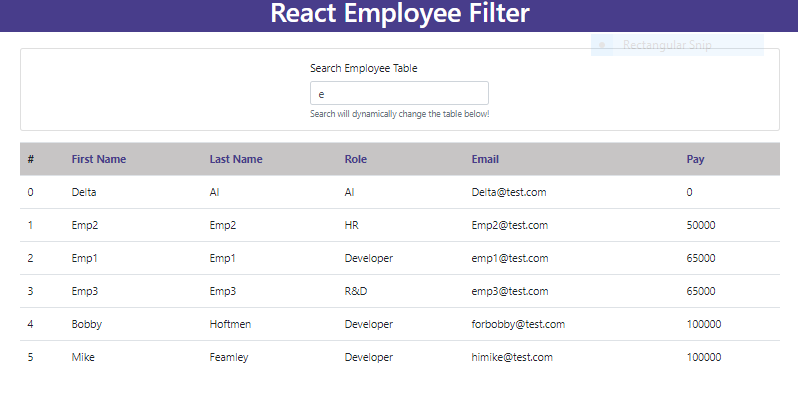 React Employee Filter
Rectangular Snip
Search Employee Table
e
Search will dynamically change the table below!
# First Name Last Name Role Email Pay
0 Delta AI AI Delta@test.com 0
1 Emp2 Emp2 HR Emp2@test.com 50000
2 Emp1 Emp1 Developer emp1@test.com 65000
3 Emp3 Emp3 R&D emp3@test.com 65000
4 Bobby Hoftmen Developer forbobby@test.com 100000
5 Mike Feamley Developer himike@test.com 100000